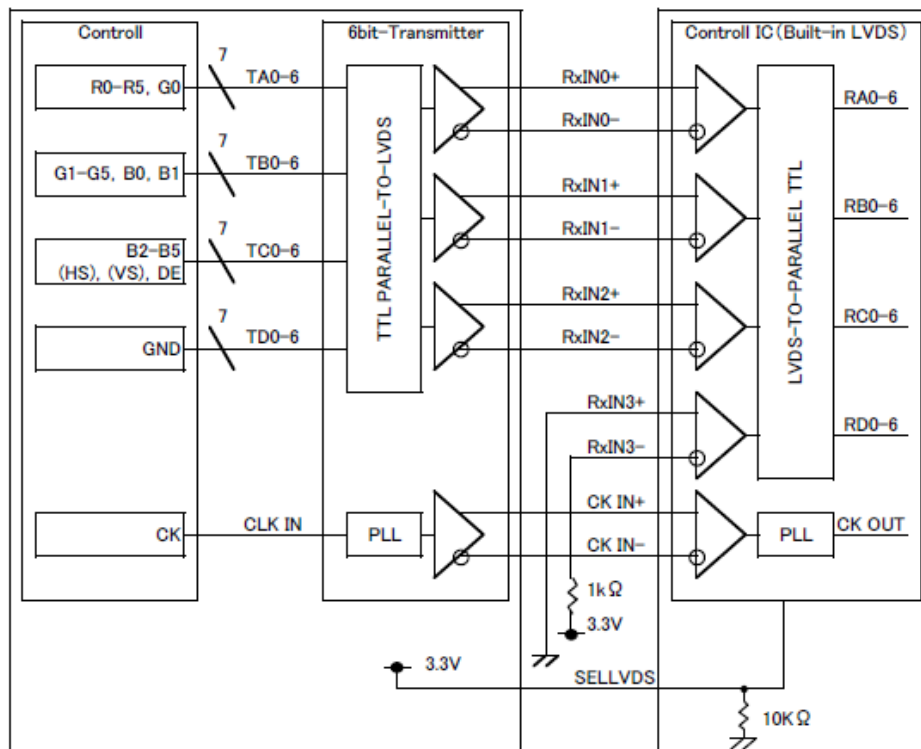 Controll
6bit-Transmitter
Controll IC(Built-in LVDS)
7
R0-R5, G0
TA0-6
RxIN0+
RA0-6
RxIN0-
7
G1-G5, B0, B1
TB0-6
RxIN1+
RB0-6
RxIN1-
7
B2-B5
(HS), (VS), DE
TC0-6
RxIN2+
RC0-6
RxIN2-
7
GND
TD0-6
TTL PARALLEL-TO-LVDS
LVDS-TO-PARALLEL TTL
RxIN3+
RD0-6
RxIN3-
CK
CLK IN
PLL
CK IN+
CK IN-
PLL
CK OUT
1kΩ
3.3V
3.3V
SELLVDS
10KΩ